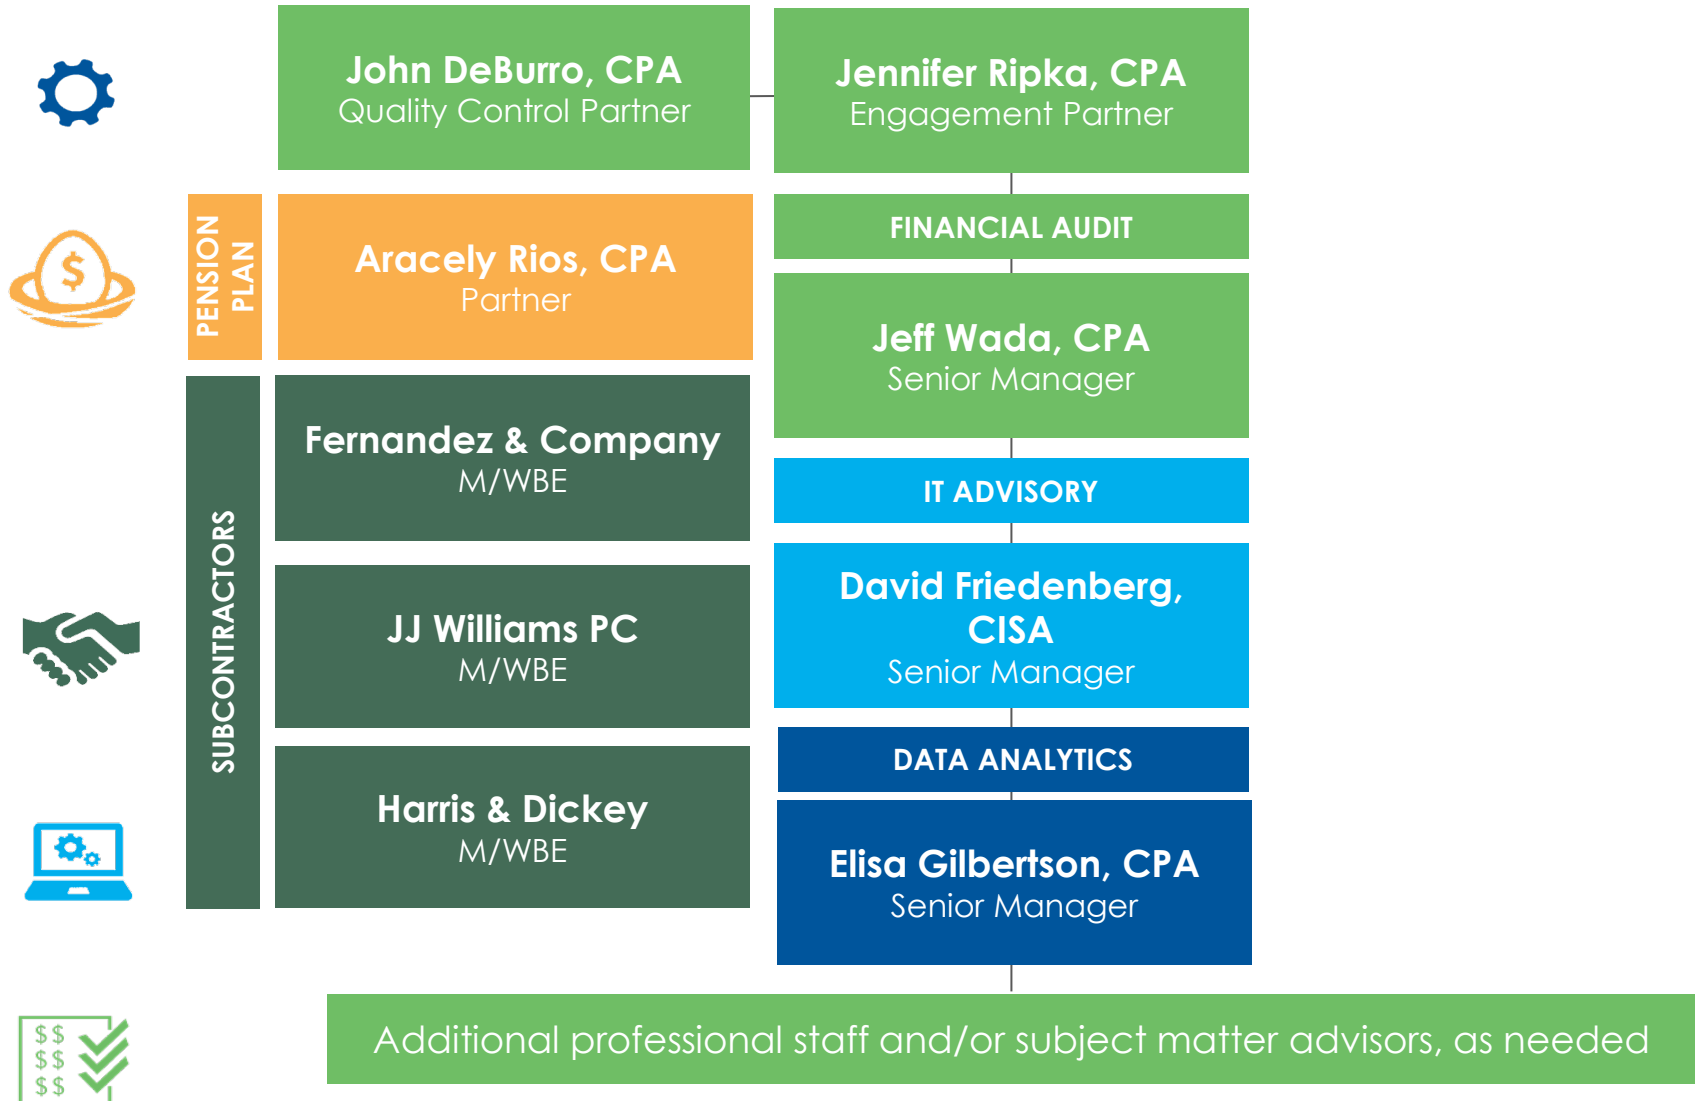 John DeBurro, CPA
Quality Control Partner
Jennifer Ripka, CPA
Engagement Partner
PENSION
PLAN
Aracely Rios, CPA
Partner
SUBCONTRACTORS
Fernandez & Company
M/WBE
JJ Williams PC
M/WBE
Harris & Dickey
M/WBE
FINANCIAL AUDIT
Jeff Wada, CPA
Senior Manager
IT ADVISORY
David Friedenberg,
CISA
Senior Manager
DATA ANALYTICS
Elisa Gilbertson, CPA
Senior Manager
Additional professional staff and/or subject matter advisors, as needed
$
$$
$$
$$